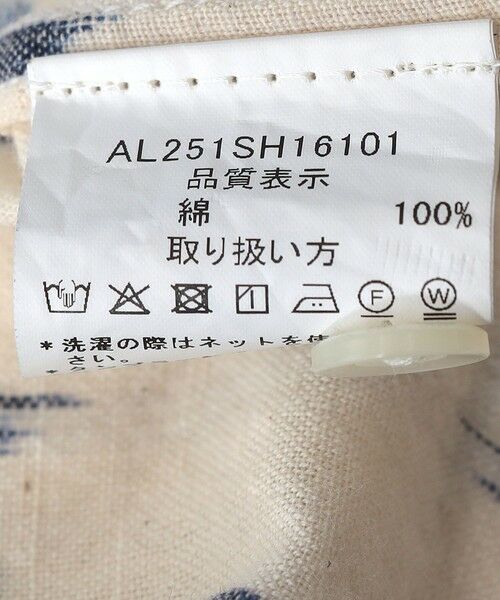 AL251SH16101
品質表示
綿 100%
取り扱い方
F W
*洗濯の際はネットを使
さい。